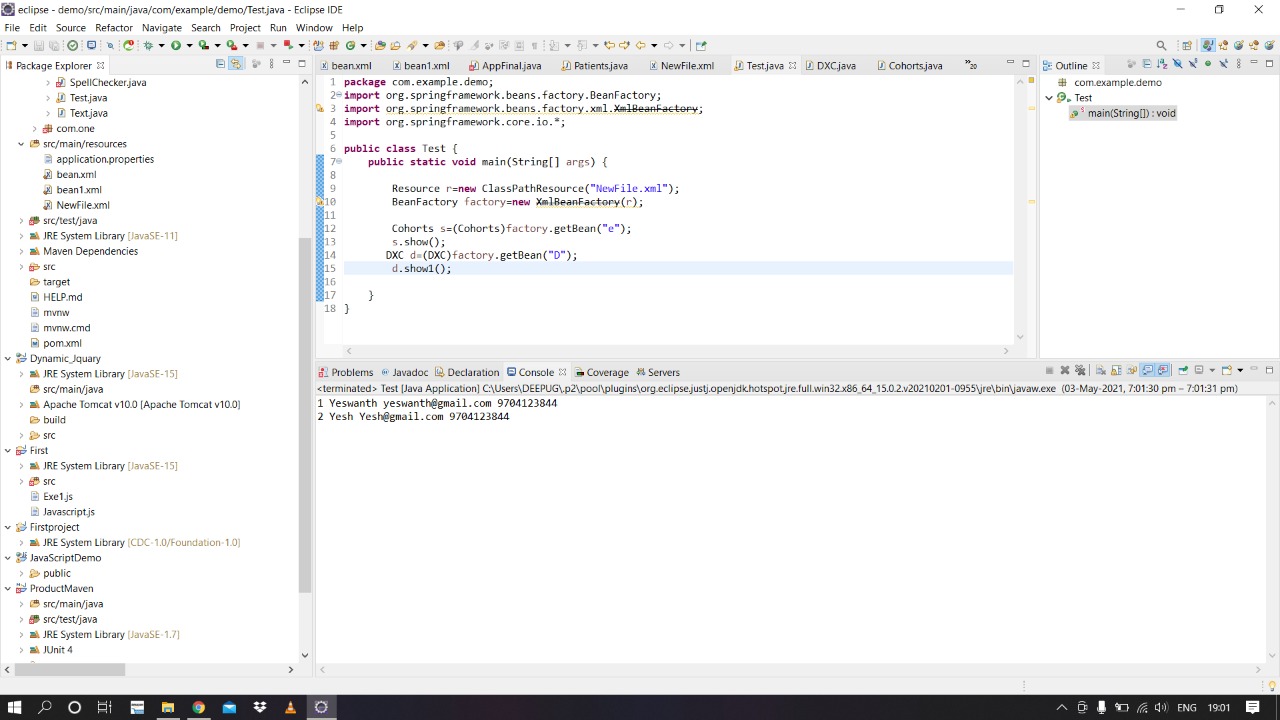 eclipse - demo/src/main/java/com/example/demo/Test.java - Eclipse IDE
File Edit Source Refactor Navigate Search Project Run Window Help
Package Explorer
SpellChecker.java
Test.java
Text.java
com.one
src/main/resources
application.properties
bean.xml
bean1.xml
NewFile.xml
src/test/java
JRE System Library [JavaSE-11]
Maven Dependencies
src
target
HELP.md
mvnw
mvnw.cmd
pom.xml
Dynamic_Jquary
JRE System Library [JavaSE-15]
src/main/java
Apache Tomcat v10.0 [Apache Tomcat v10.0]
build
src
First
JRE System Library [JavaSE-15]
src
Exe1.js
Javascript.js
Firstproject
JRE System Library [CDC-1.0/Foundation-1.0]
JavaScriptDemo
public
ProductMaven
src/main/java
src/test/java
JRE System Library [JavaSE-1.7]
JUnit 4
bean.xml bean1.xml AppFinal.java Patients.java NewFile.xml Test.java DXC.java Cohorts.java »20
1 package com.example.demo;
2 import org.springframework.beans.factory.BeanFactory;
3 import org.springframework.beans.factory.xml.XmlBeanFactory;
4 import org.springframework.core.io.*;
5
6 public class Test {
7 public static void main(String[] args) {
8
9 Resource r=new ClassPathResource("NewFile.xml");
10 BeanFactory factory=new XmlBeanFactory(r);
11
12 Cohorts s=(Cohorts)factory.getBean("e");
13 s.show();
14 DXC d=(DXC)factory.getBean("D");
15 d.show1();
16
17 }
18 }
Outline
com.example.demo
Test
main(String[]) : void
Problems Javadoc Declaration Console Coverage Servers
<terminated> Test [Java Application] C:\Users\DEEPUG\.p2\pool\plugins\org.eclipse.justj.openjdk.hotspot.jre.full.win32.x86_64_15.0.2.v20210201-0955\jre\bin\javaw.exe (03-May-2021, 7:01:30 pm – 7:01:31 pm)
1 Yeswanth yeswanth@gmail.com 9704123844
2 Yesh Yesh@gmail.com 9704123844
ENG 19:01